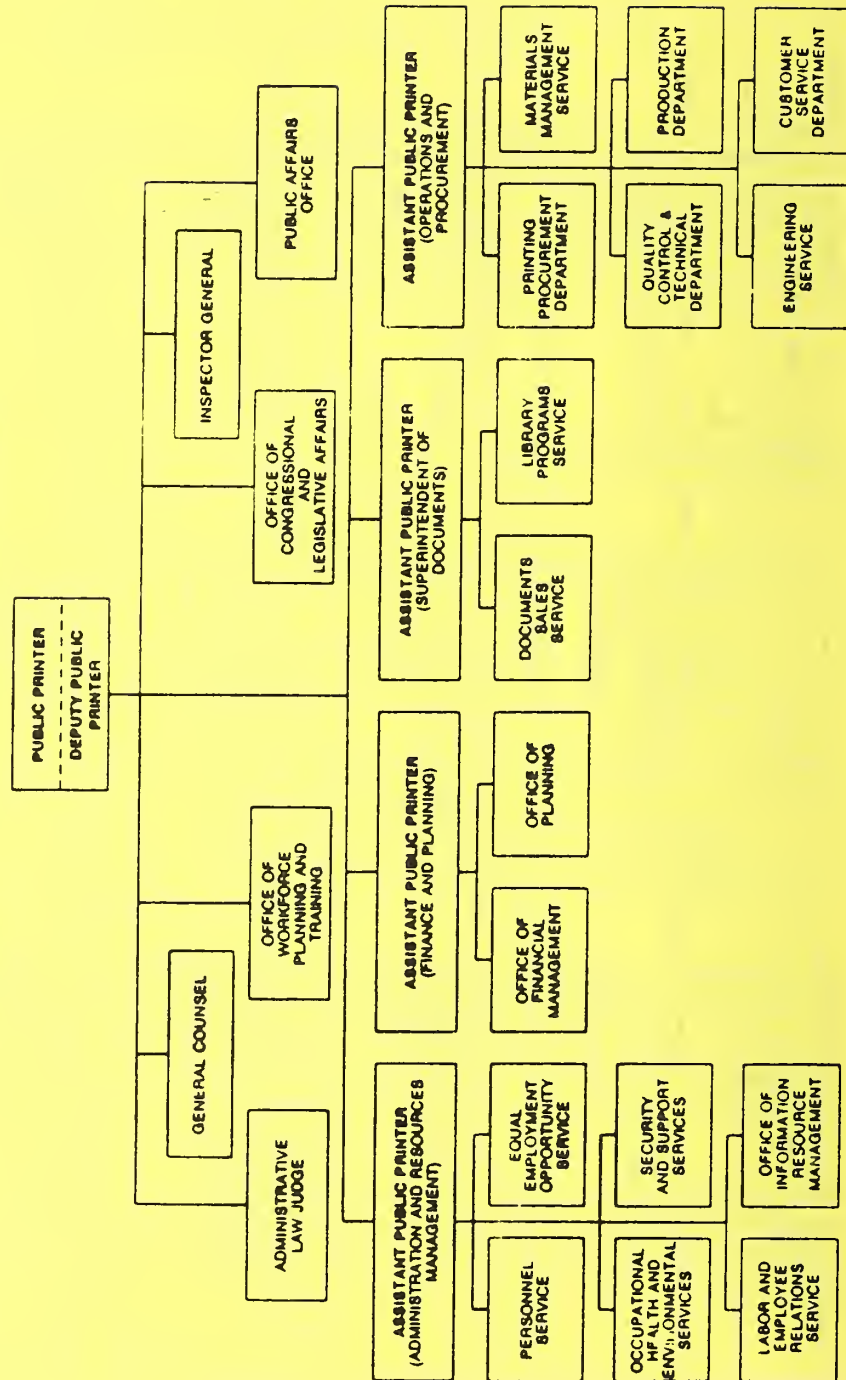 PUBLIC PRINTER
DEPUTY PUBLIC
PRINTER
ADMINISTRATIVE
LAW JUDGE
GENERAL COUNSEL
OFFICE OF
WORKFORCE
PLANNING AND
TRAINING
OFFICE OF
CONGRESSIONAL
AND
LEGISLATIVE AFFAIRS
INSPECTOR GENERAL
PUBLIC AFFAIRS
OFFICE
ASSISTANT PUBLIC PRINTER
(ADMINISTRATION AND RESOURCES
MANAGEMENT)
PERSONNEL
SERVICE
EQUAL
EMPLOYMENT
OPPORTUNITY
SERVICE
OCCUPATIONAL
HEALTH AND
ENVIRONMENTAL
SERVICES
SECURITY
AND SUPPORT
SERVICES
LABOR AND
EMPLOYEE
RELATIONS
SERVICE
OFFICE OF
INFORMATION
RESOURCE
MANAGEMENT
ASSISTANT PUBLIC PRINTER
(FINANCE AND PLANNING)
OFFICE OF
FINANCIAL
MANAGEMENT
OFFICE OF
PLANNING
ASSISTANT PUBLIC PRINTER
(SUPERINTENDENT OF
DOCUMENTS)
DOCUMENTS
SALES
SERVICE
LIBRARY
PROGRAMS
SERVICE
ASSISTANT PUBLIC PRINTER
(OPERATIONS AND
PROCUREMENT)
PRINTING
PROCUREMENT
DEPARTMENT
MATERIALS
MANAGEMENT
SERVICE
QUALITY
CONTROL &
TECHNICAL
DEPARTMENT
PRODUCTION
DEPARTMENT
ENGINEERING
SERVICE
CUSTOMER
SERVICE
DEPARTMENT